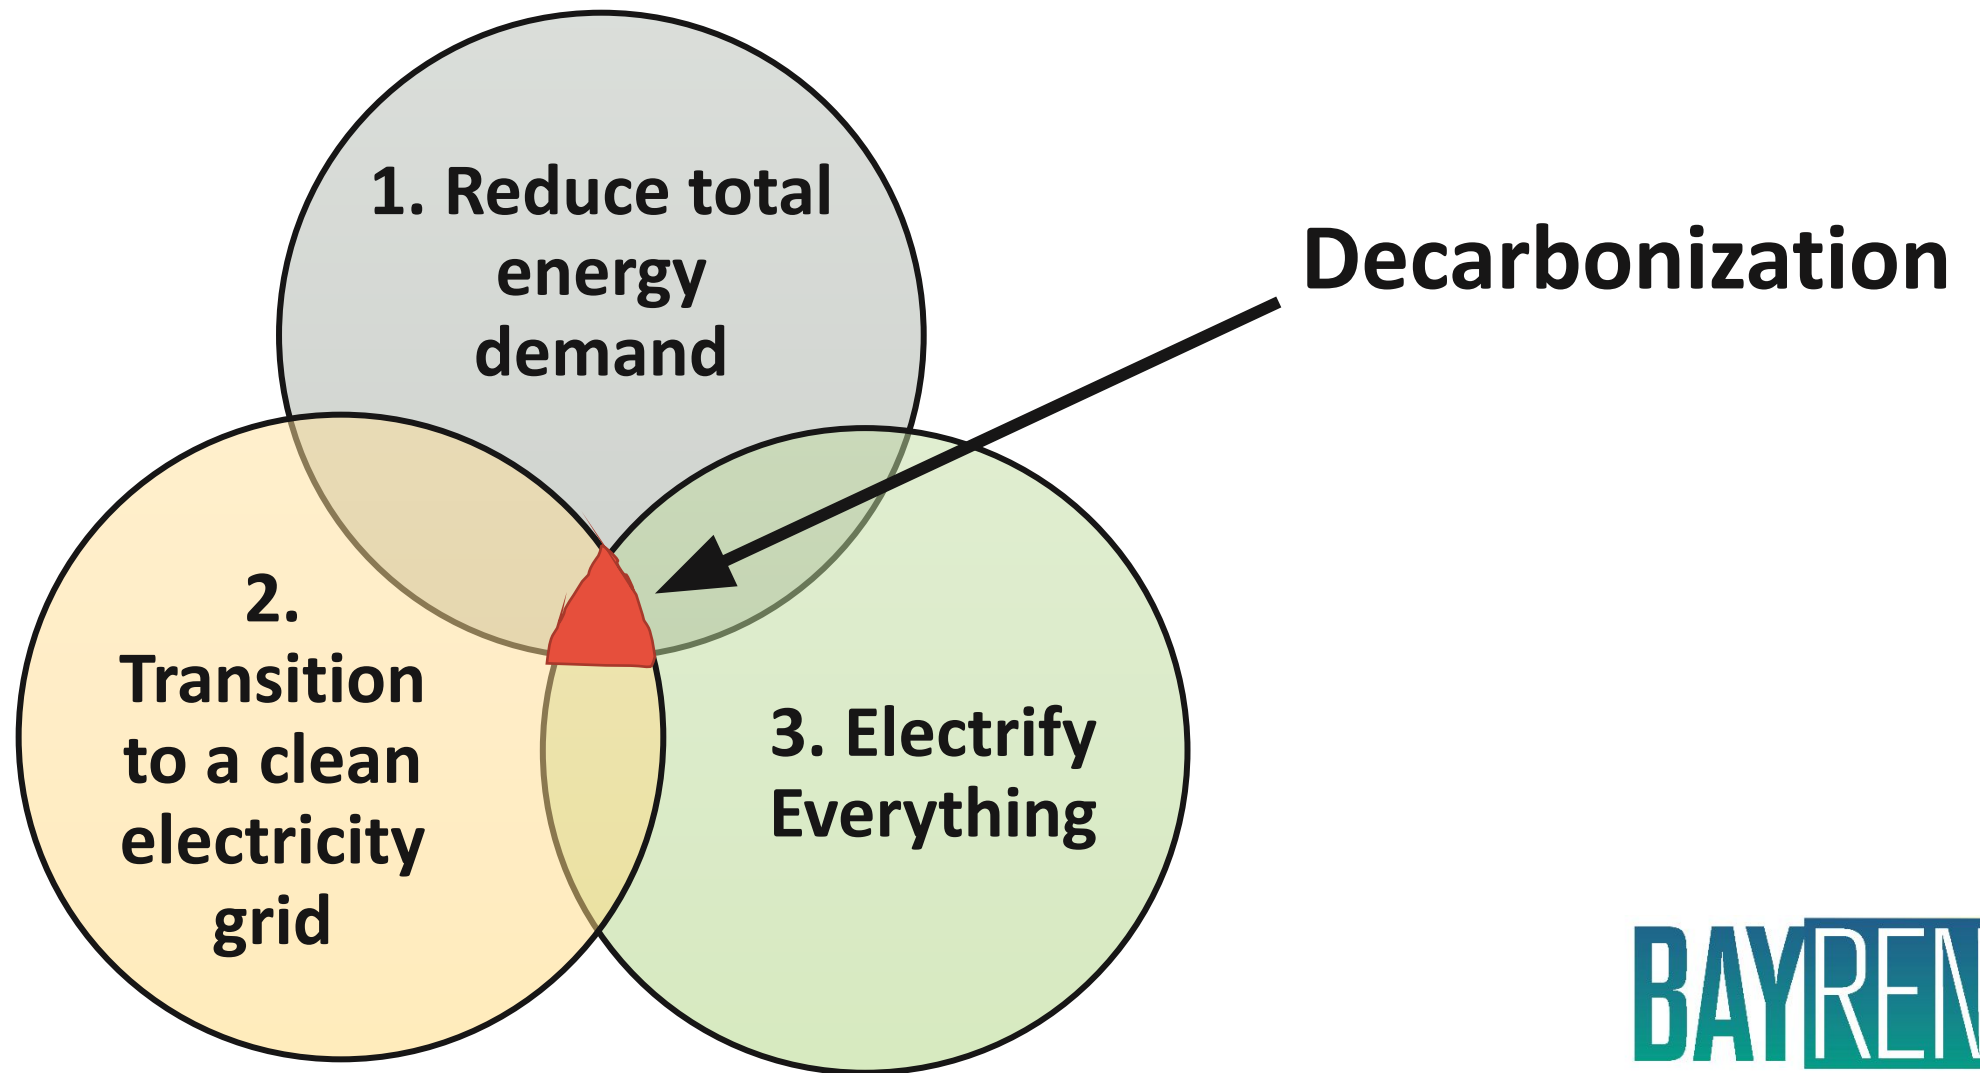 1. Reduce total
energy
demand
Decarbonization
2.
Transition
to a clean
electricity
grid
3. Electrify
Everything
BAYREN